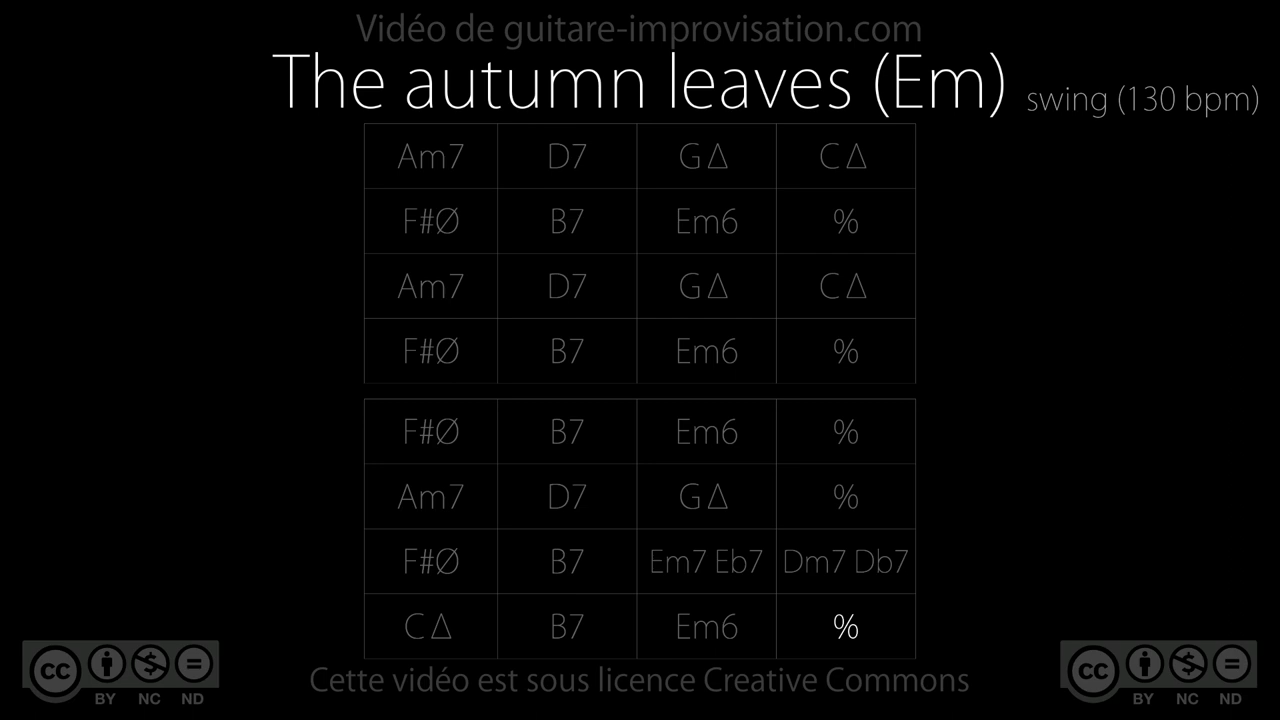 Vidéo de guitare-improvisation.com
The autumn leaves (Em) swing (130 bpm)
Am7 D7 G Δ C Δ
F#Ø B7 Em6 %
Am7 D7 G Δ C Δ
F#Ø B7 Em6 %
F#Ø B7 Em6 %
Am7 D7 G Δ %
F#Ø B7 Em7 Eb7 Dm7 Db7
C Δ B7 Em6 %
cc BY NC ND
Cette vidéo est sous licence Creative Commons
cc BY NC ND